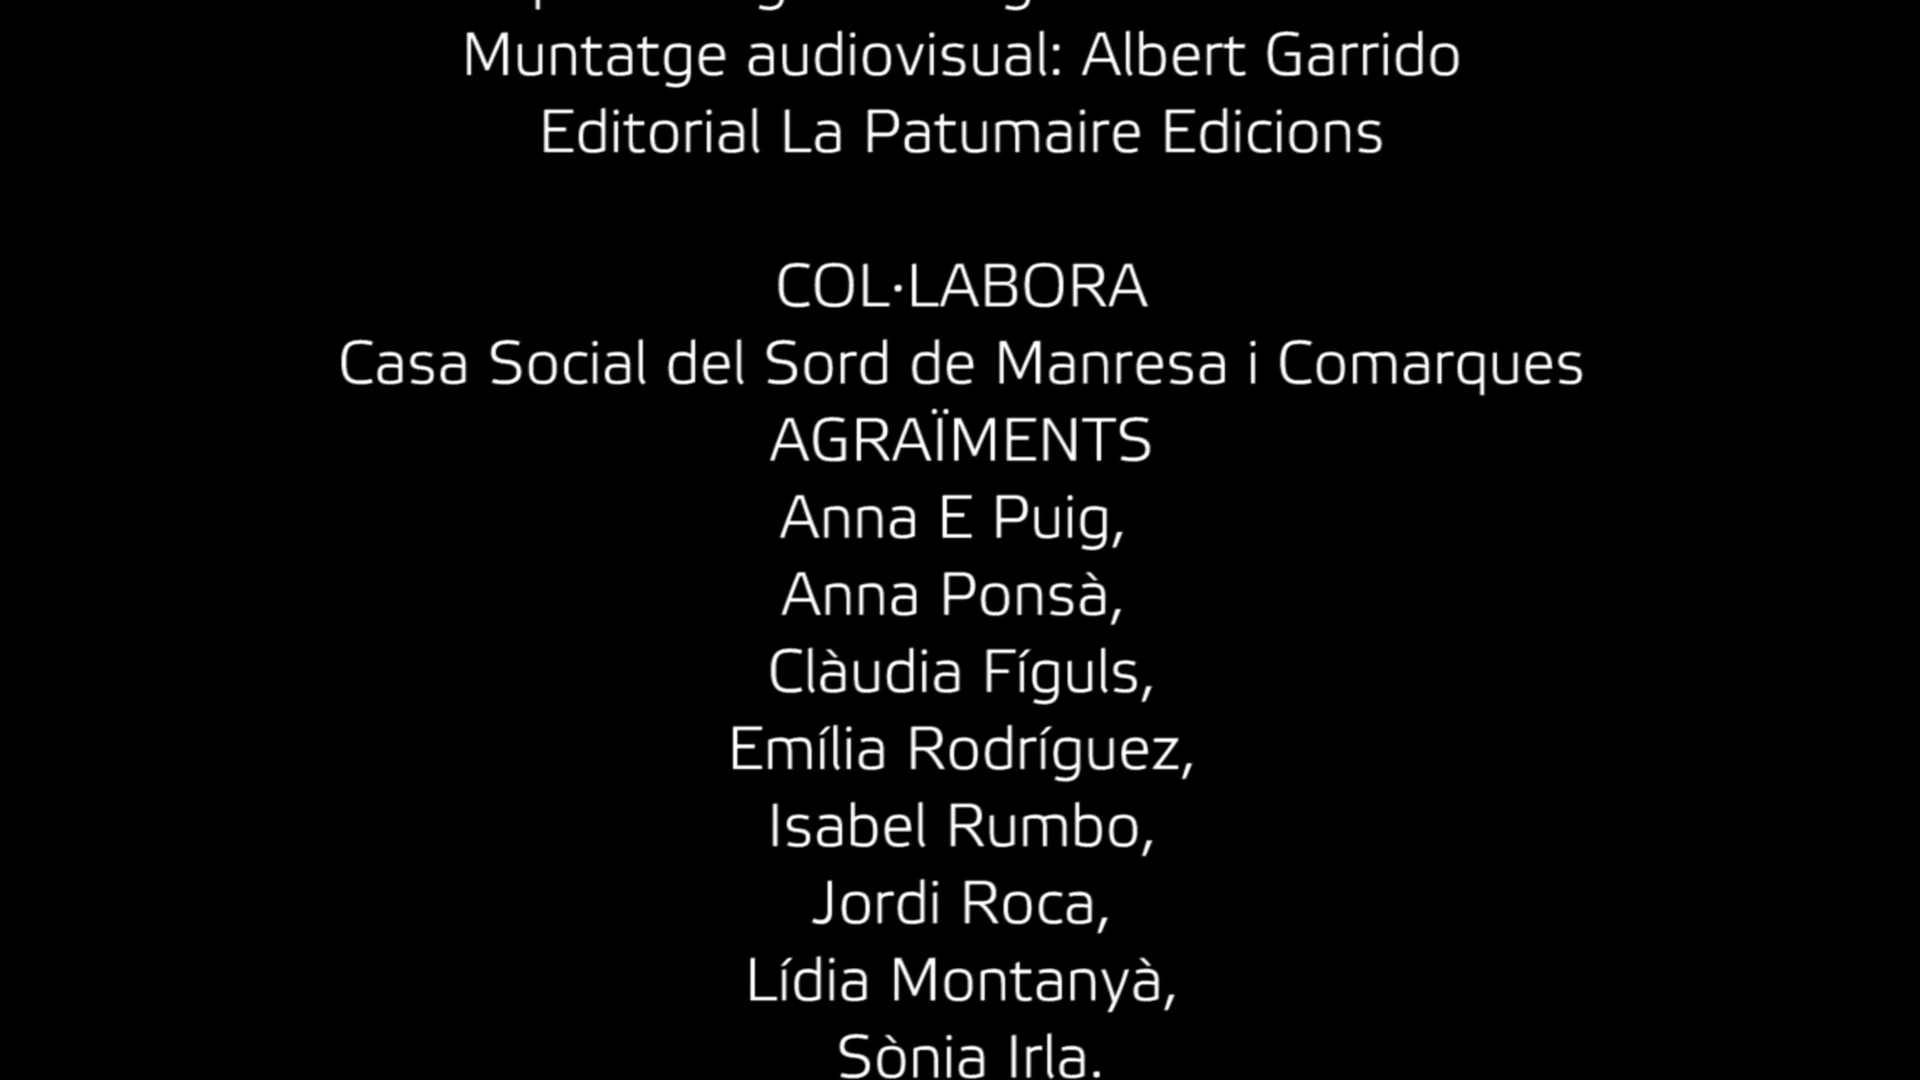 Muntatge audiovisual: Albert Garrido
Editorial La Patumaire Edicions
COL·LABORA
Casa Social del Sord de Manresa i Comarques
AGRAÏMENTS
Anna E Puig,
Anna Ponsà,
Clàudia Fíguls,
Emília Rodríguez,
Isabel Rumbo,
Jordi Roca,
Lídia Montanyà,
Sònia Irla.